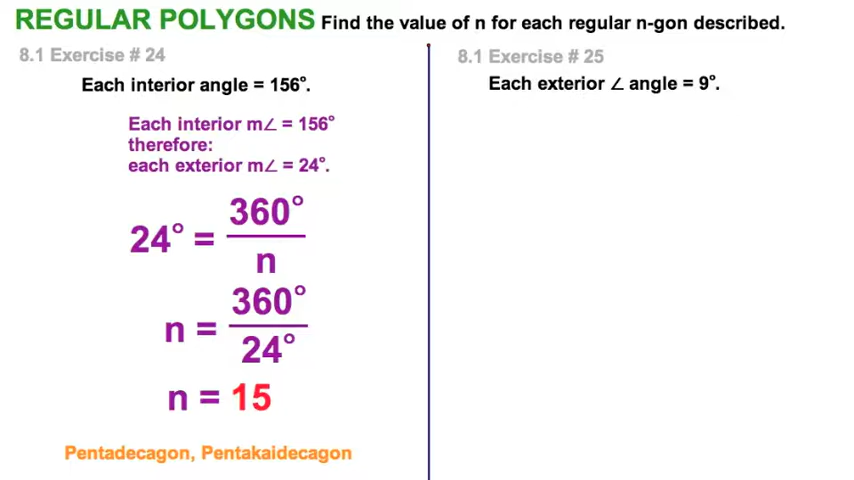 REGULAR POLYGONS Find the value of n for each regular n-gon described.
8.1 Exercise # 24
Each interior angle = 156°.
Each interior m∠ = 156°
therefore:
each exterior m∠ = 24°.
24° = 360°/n
n = 360°/24°
n = 15
Pentadecagon, Pentakaidecagon
8.1 Exercise # 25
Each exterior ∠ angle = 9°.